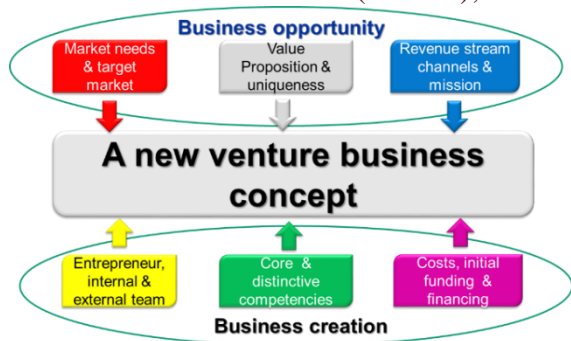 Business opportunity
Market needs
& target
market
Value
Proposition &
uniqueness
Revenue stream
channels &
mission
A new venture business
concept
Entrepreneur,
internal &
external team
Core &
distinctive
competencies
Costs, initial
funding &
financing
Business creation